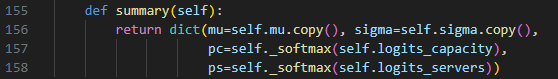 155 def summary(self):
156 return dict(mu=self.mu.copy(), sigma=self.sigma.copy(),
157 pc=self._softmax(self.logits_capacity),
158 ps=self._softmax(self.logits_servers))